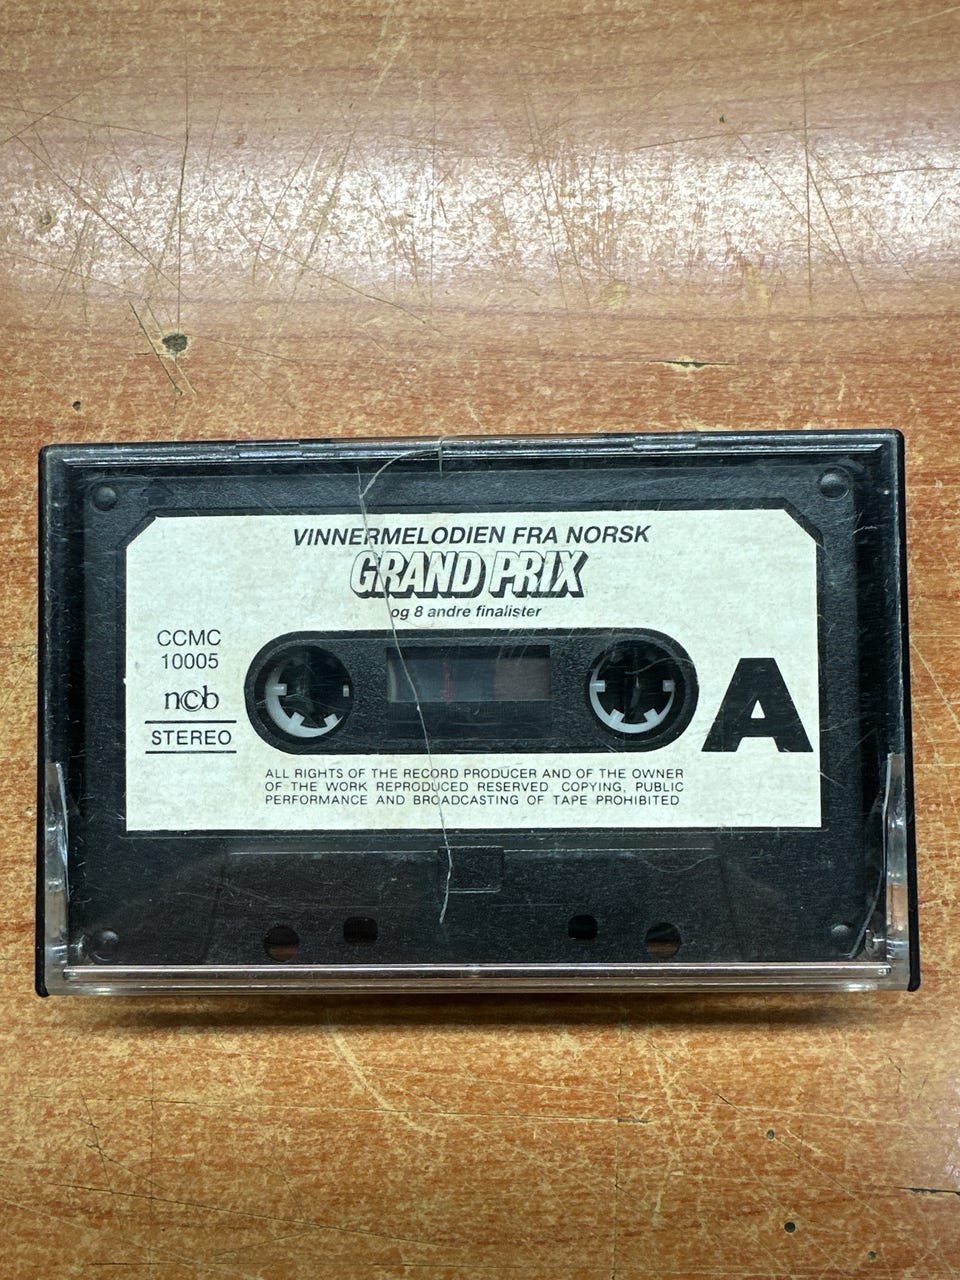 VINNERMELODIEN FRA NORSK
GRAND PRIX
og 8 andre finalister
CCMC
10005
ncb
STEREO
A
ALL RIGHTS OF THE RECORD PRODUCER AND OF THE OWNER
OF THE WORK REPRODUCED RESERVED COPYING, PUBLIC
PERFORMANCE AND BROADCASTING OF TAPE PROHIBITED